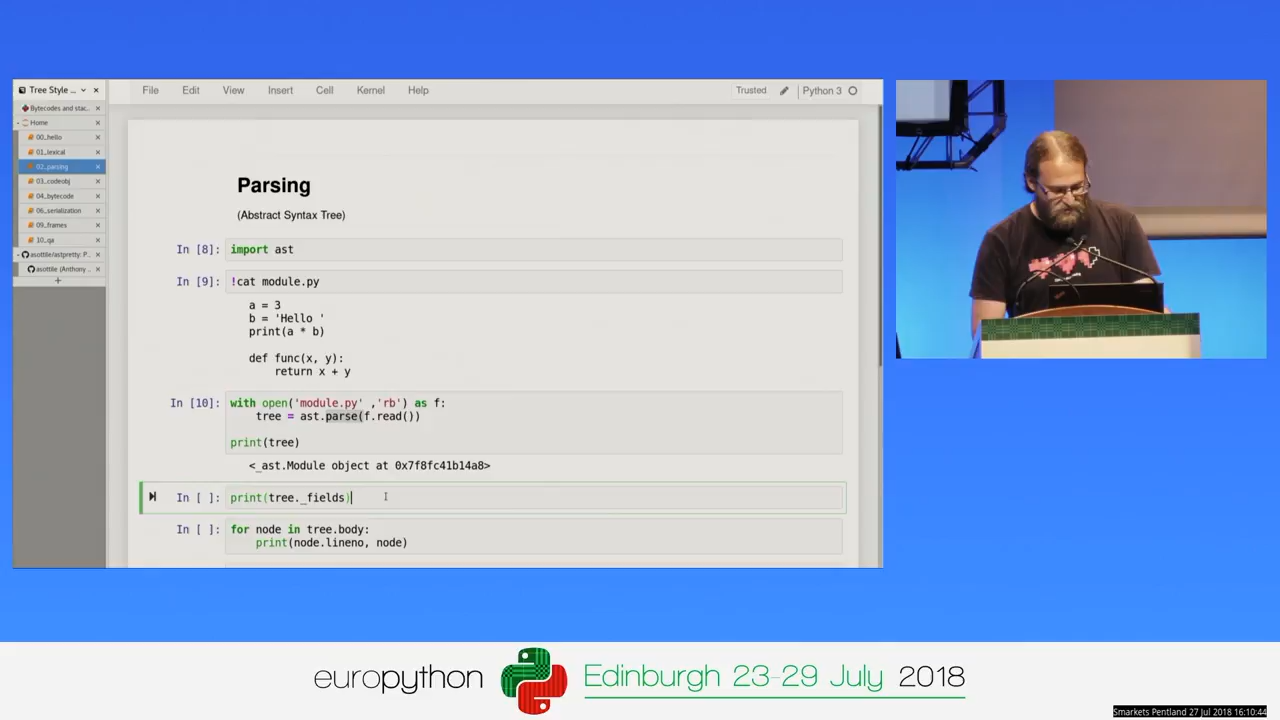 Tree Style ...
Bytecodes and stac..
Home
00_hello
01_lexical
02_parsing
03_codeobj
04_bytecode
06_serialization
09_frames
10_qa
asottile/astpretty: P..
asottile (Anthony ..
File Edit View Insert Cell Kernel Help
Trusted Python 3
Parsing
(Abstract Syntax Tree)
In [8]: import ast
In [9]: !cat module.py
a = 3
b = 'Hello '
print(a * b)
def func(x, y):
return x + y
In [10]: with open('module.py' ,'rb') as f:
tree = ast.parse(f.read())
print(tree)
<_ast.Module object at 0x7f8fc41b14a8>
In [ ]: print(tree._fields)
In [ ]: for node in tree.body:
print(node.lineno, node)
europython Edinburgh 23-29 July 2018
Smarkets Pentland 27 Jul 2018 16:10:44